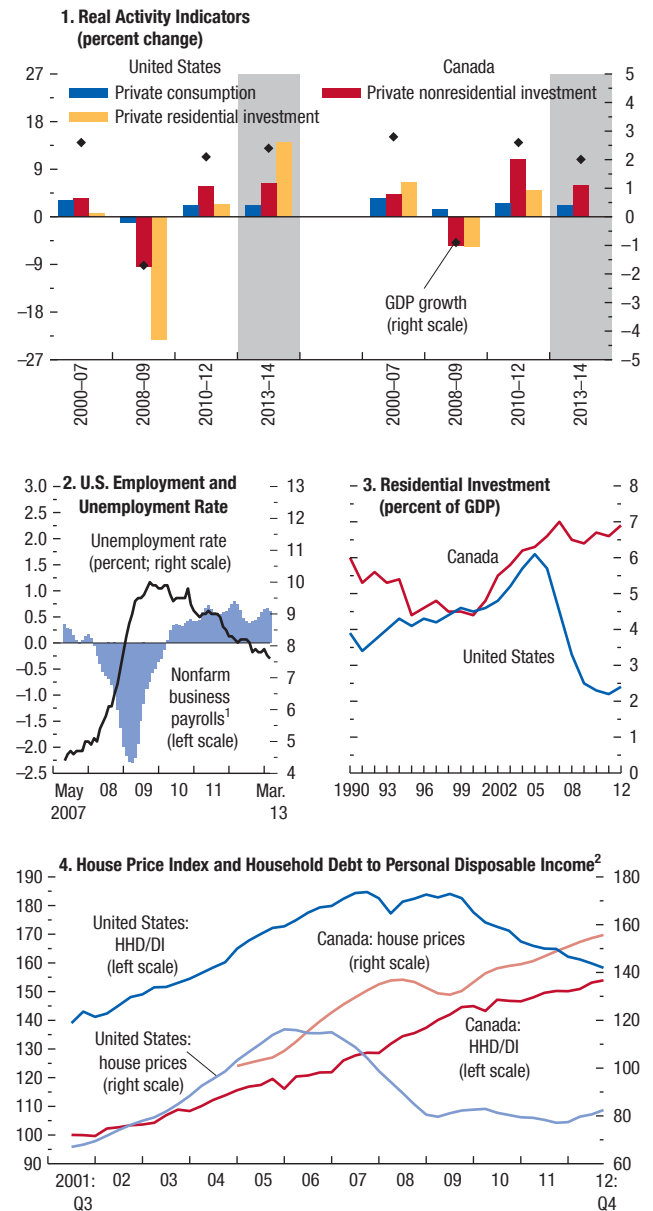 1. Real Activity Indicators
(percent change)
United States
Canada
Private consumption
Private nonresidential investment
Private residential investment
27
18
9
0
–9
–18
–27
5
4
3
2
1
0
–1
–2
–3
–4
–5
GDP growth
(right scale)
2000–07
2008–09
2010–12
2013–14
2000–07
2008–09
2010–12
2013–14
2. U.S. Employment and
Unemployment Rate
3.0
2.5
2.0
1.5
1.0
0.5
0.0
–0.5
–1.0
–1.5
–2.0
–2.5
13
12
11
10
9
8
7
6
5
4
Unemployment rate
(percent; right scale)
Nonfarm
business
payrolls1
(left scale)
May 08 09 10 11 Mar.
2007 13
3. Residential Investment
(percent of GDP)
8
7
6
5
4
3
2
1
0
Canada
United States
1990 93 96 99 2002 05 08 12
4. House Price Index and Household Debt to Personal Disposable Income2
190
180
170
160
150
140
130
120
110
100
90
180
160
140
120
100
80
60
United States:
HHD/DI
(left scale)
Canada: house prices
(right scale)
United States:
house prices
(right scale)
Canada:
HHD/DI
(left scale)
2001: 02 03 04 05 06 07 08 09 10 11 12:
Q3 Q4